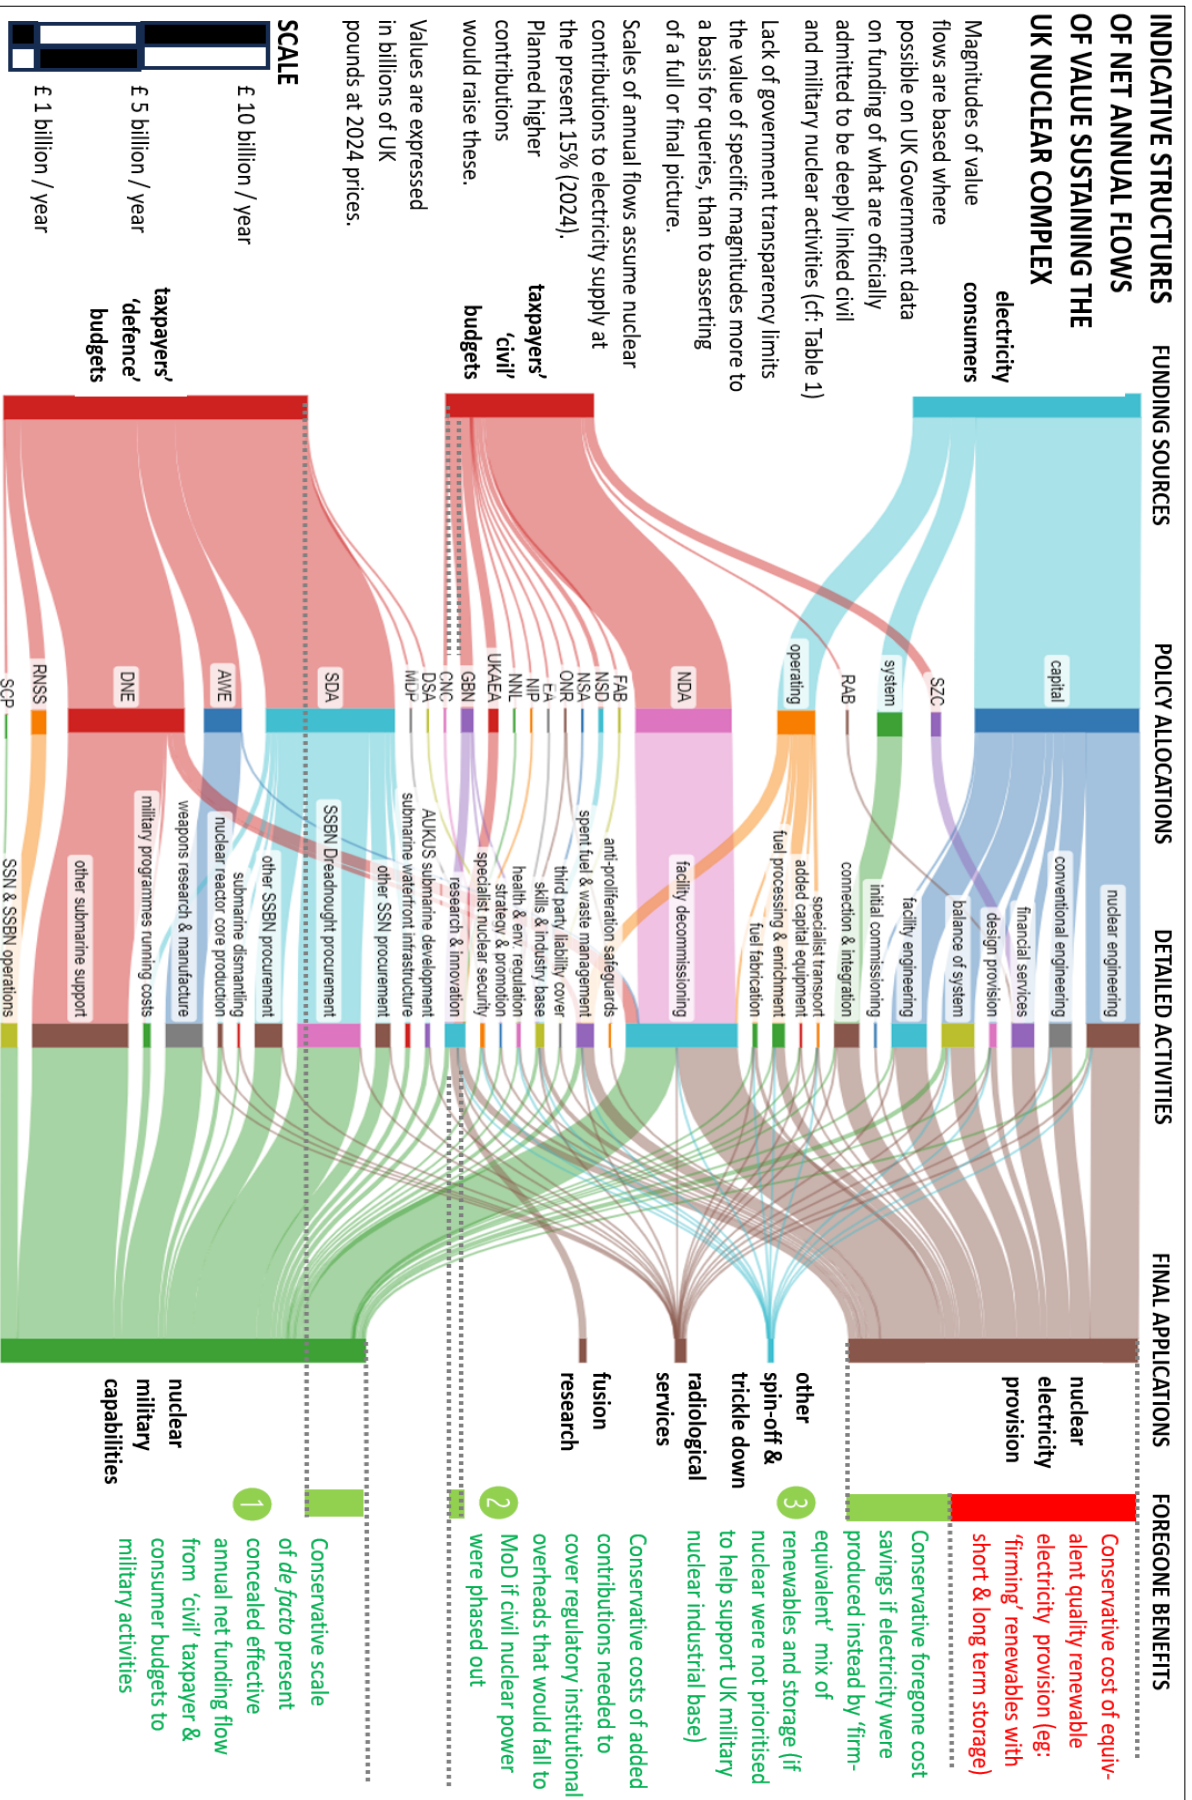 INDICATIVE STRUCTURES
OF NET ANNUAL FLOWS
OF VALUE SUSTAINING THE
UK NUCLEAR COMPLEX
FUNDING SOURCES
POLICY ALLOCATIONS
DETAILED ACTIVITIES
FINAL APPLICATIONS
FOREGONE BENEFITS
Magnitudes of value
flows are based where
possible on UK Government data
on funding of what are officially
admitted to be deeply linked civil
and military nuclear activities (cf: Table 1)
Lack of government transparency limits
the value of specific magnitudes more to
a basis for queries, than to asserting
of a full or final picture.
Scales of annual flows assume nuclear
contributions to electricity supply at
the present 15% (2024).
Planned higher
contributions
would raise these.
Values are expressed
in billions of UK
pounds at 2024 prices.
SCALE
£ 10 billion / year
£ 5 billion / year
£ 1 billion / year
electricity
consumers
taxpayers'
'civil'
budgets
taxpayers'
'defence'
budgets
capital
SZC
system
RAB
operating
NDA
FAB
NSD
NSA
ONR
EA
NIP
NNL
UKAEA
GBN
CNC
DSA
MDP
SDA
AWE
DNE
RNSS
SCP
nuclear engineering
conventional engineering
financial services
design provision
balance of system
facility engineering
initial commissioning
connection & integration
specialist transport
added capital equipment
fuel processing & enrichment
fuel fabrication
facility decommissioning
anti-proliferation safeguards
spent fuel & waste management
third party liability cover
skills & industry base
health & env. regulation
strategy & promotion
specialist nuclear security
research & innovation
AUKUS submarine development
submarine waterfront infrastructure
other SSN procurement
SSBN Dreadnought procurement
other SSBN procurement
submarine dismantling
nuclear reactor core production
weapons research & manufacture
military programmes running costs
other submarine support
SSN & SSBN operations
nuclear
electricity
provision
other
spin-off &
trickle down
radiological
services
fusion
research
nuclear
military
capabilities
Conservative cost of equiv-
alent quality renewable
electricity provision (eg:
'firming' renewables with
short & long term storage)
3
Conservative foregone cost
savings if electricity were
produced instead by 'firm-
equivalent' mix of
renewables and storage (if
nuclear were not prioritised
to help support UK military
nuclear industrial base)
2
Conservative costs of added
contributions needed to
cover regulatory institutional
overheads that would fall to
MoD if civil nuclear power
were phased out
1
Conservative scale
of de facto present
concealed effective
annual net funding flow
from 'civil' taxpayer &
consumer budgets to
military activities